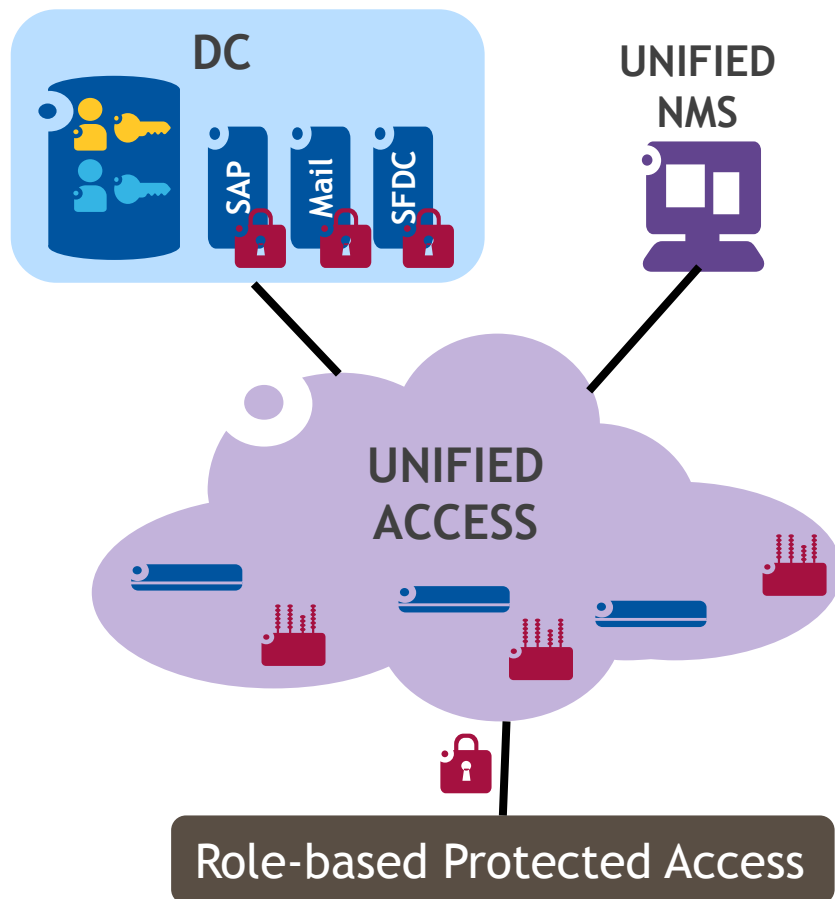 DC
UNIFIED
NMS
SAP
Mail
SFDC
UNIFIED
ACCESS
Role-based Protected Access